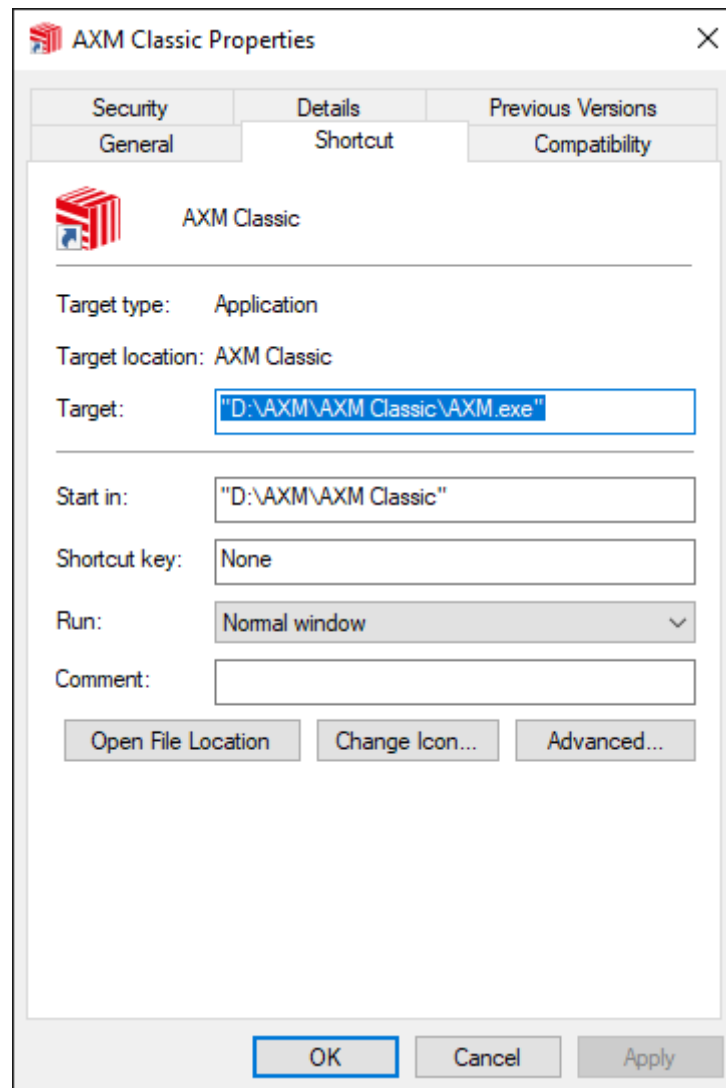 AXM Classic Properties
Security Details Previous Versions
General Shortcut Compatibility
AXM Classic
Target type: Application
Target location: AXM Classic
Target: "D:\AXM\AXM Classic\AXM.exe"
Start in: "D:\AXM\AXM Classic"
Shortcut key: None
Run: Normal window
Comment:
Open File Location Change Icon... Advanced...
OK Cancel Apply